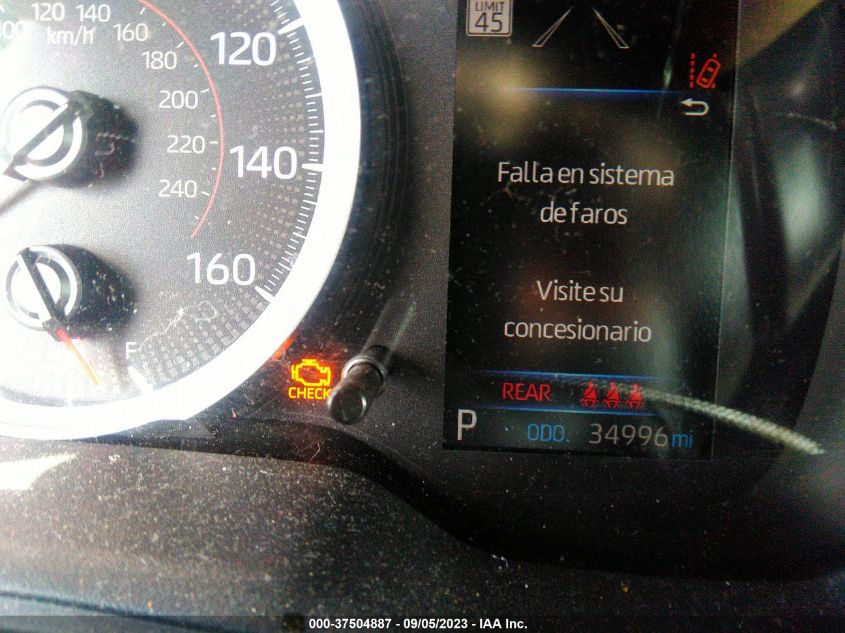 100
120
140
160
km/h
180
200
220
240
120
140
160
F
CHECK
LIMIT
45
Falla en sistema
de faros
Visite su
concesionario
REAR
P
ODO. 34996 mi
000-37504887 - 09/05/2023 - IAA Inc.